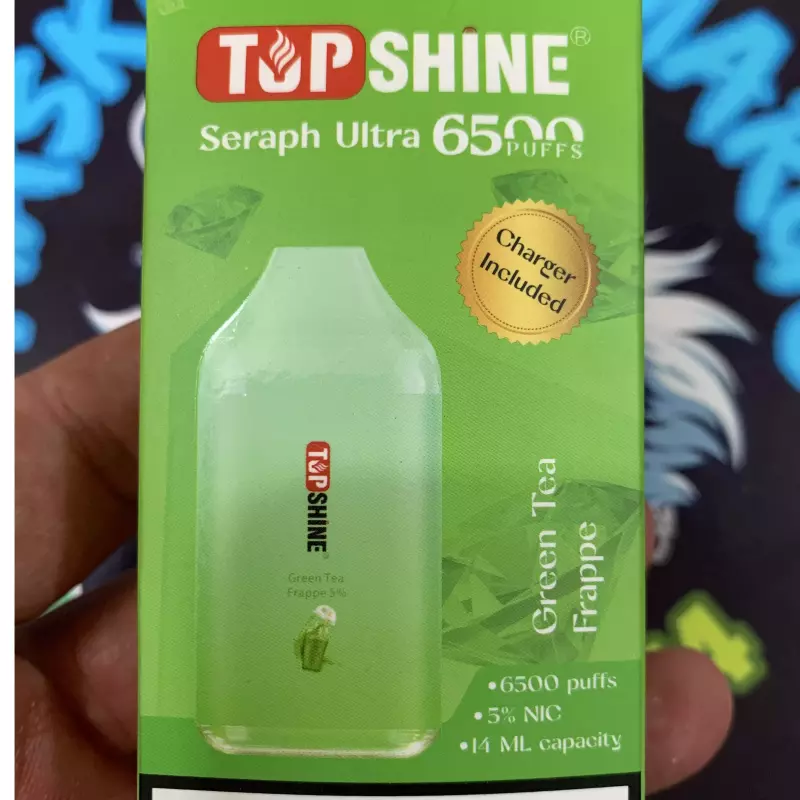 TOPSHINE®
Seraph Ultra 6500
PUFFS
Charger
Included
TOPSHINE
Green Tea
Frappe 5%
Green Tea
Frappe
•6500 puffs
•5% NIC
•14 ML capacity